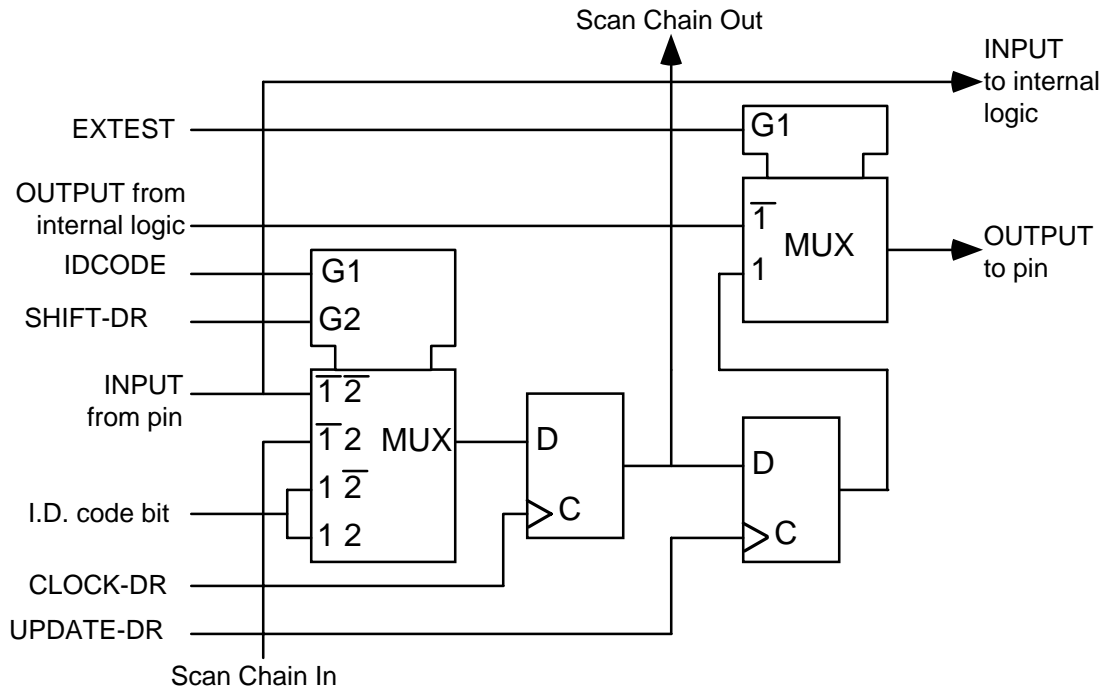 Scan Chain Out
INPUT
to internal
logic
EXTEST
G1
OUTPUT from
internal logic
1̅
MUX
1
OUTPUT
to pin
IDCODE
G1
SHIFT-DR
G2
INPUT
from pin
1̅ 2̅
1̅ 2
MUX
1 2̅
1 2
D
C
D
C
I.D. code bit
CLOCK-DR
UPDATE-DR
Scan Chain In